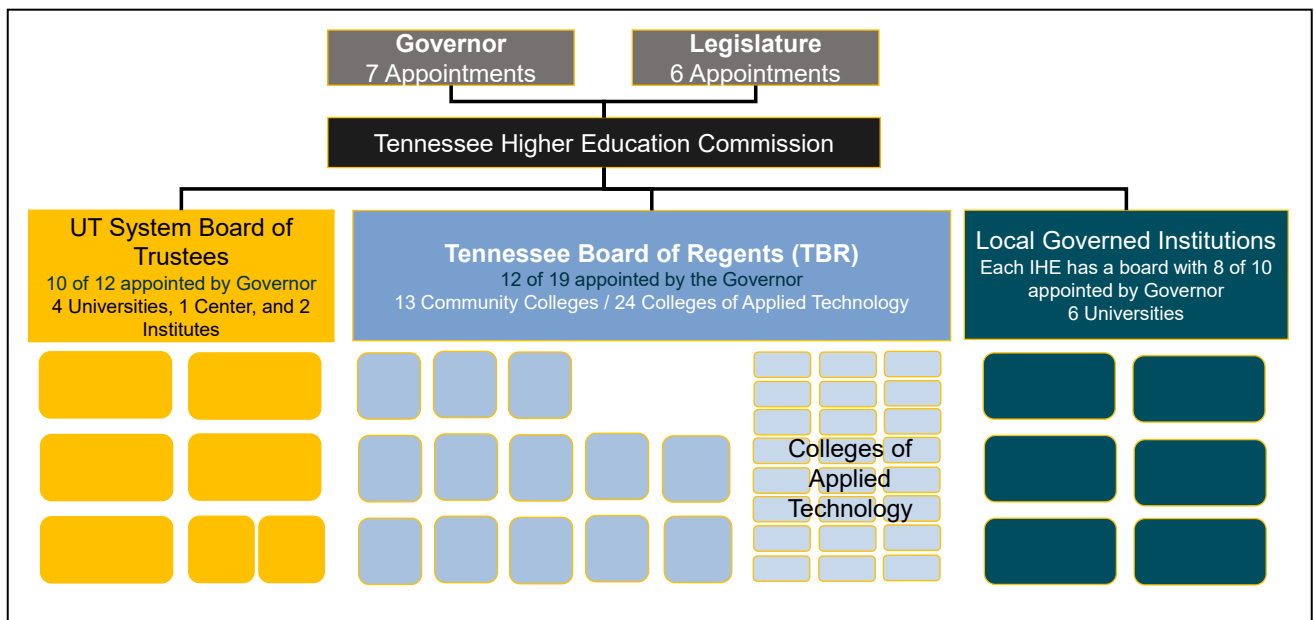 Governor
7 Appointments
Legislature
6 Appointments
Tennessee Higher Education Commission
UT System Board of
Trustees
10 of 12 appointed by Governor
4 Universities, 1 Center, and 2
Institutes
Tennessee Board of Regents (TBR)
12 of 19 appointed by the Governor
13 Community Colleges / 24 Colleges of Applied Technology
Local Governed Institutions
Each IHE has a board with 8 of 10
appointed by Governor
6 Universities
Colleges of
Applied
Technology